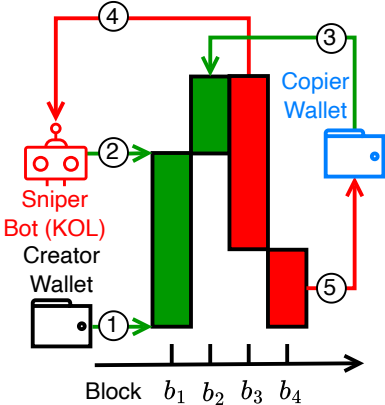 4
3
Copier
Wallet
2
Sniper
Bot (KOL)
Creator
Wallet
5
1
Block b1 b2 b3 b4